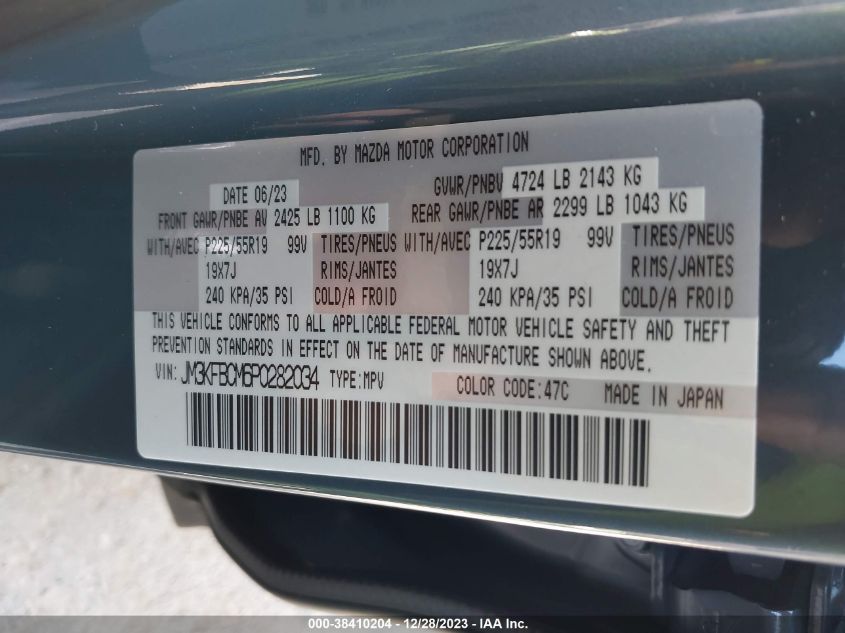 MFD. BY MAZDA MOTOR CORPORATION
DATE 06/23 GVWR/PNBV 4724 LB 2143 KG
FRONT GAWR/PNBE AV 2425 LB 1100 KG REAR GAWR/PNBE AR 2299 LB 1043 KG
WITH/AVEC P225/55R19 99V TIRES/PNEUS WITH/AVEC P225/55R19 99V TIRES/PNEUS
19X7J RIMS/JANTES 19X7J RIMS/JANTES
240 KPA/35 PSI COLD/A FROID 240 KPA/35 PSI COLD/A FROID
THIS VEHICLE CONFORMS TO ALL APPLICABLE FEDERAL MOTOR VEHICLE SAFETY AND THEFT
PREVENTION STANDARDS IN EFFECT ON THE DATE OF MANUFACTURE SHOWN ABOVE.
VIN: JM3KFBCM6P0282034 TYPE:MPV COLOR CODE:47C MADE IN JAPAN
000-38410204 - 12/28/2023 - IAA Inc.